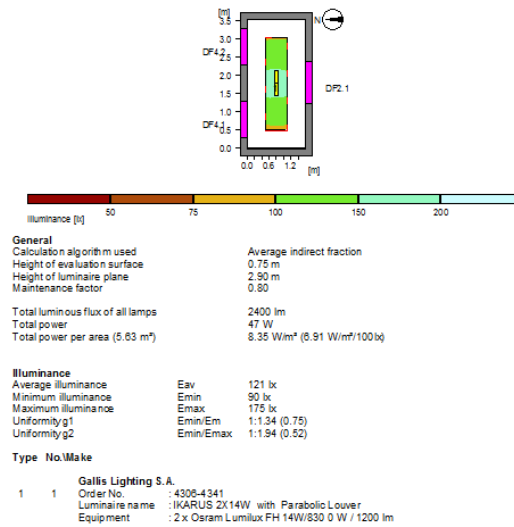 [m]
3.5
N
3.0
DF4.2
2.5
2.0
DF2.1
1.5
1.0
DF4.1
0.5
0.0
0.0 0.6 1.2
[m]
Illuminance [lx] 50 75 100 150 200
General
Calculation algorithm used Average indirect fraction
Height of evaluation surface 0.75 m
Height of luminaire plane 2.90 m
Maintenance factor 0.80
Total luminous flux of all lamps 2400 lm
Total power 47 W
Total power per area (5.63 m²) 8.35 W/m² (6.91 W/m²/100lx)
Illuminance
Average illuminance Eav 121 lx
Minimum illuminance Emin 90 lx
Maximum illuminance Emax 175 lx
Uniformity g1 Emin/Em 1:1.34 (0.75)
Uniformity g2 Emin/Emax 1:1.94 (0.52)
Type No.\Make
Gallis Lighting S.A.
1 1 Order No. : 4306-4341
Luminaire name : IKARUS 2X14W with Parabolic Louver
Equipment : 2 x Osram Lumilux FH 14W/830 0 W / 1200 lm